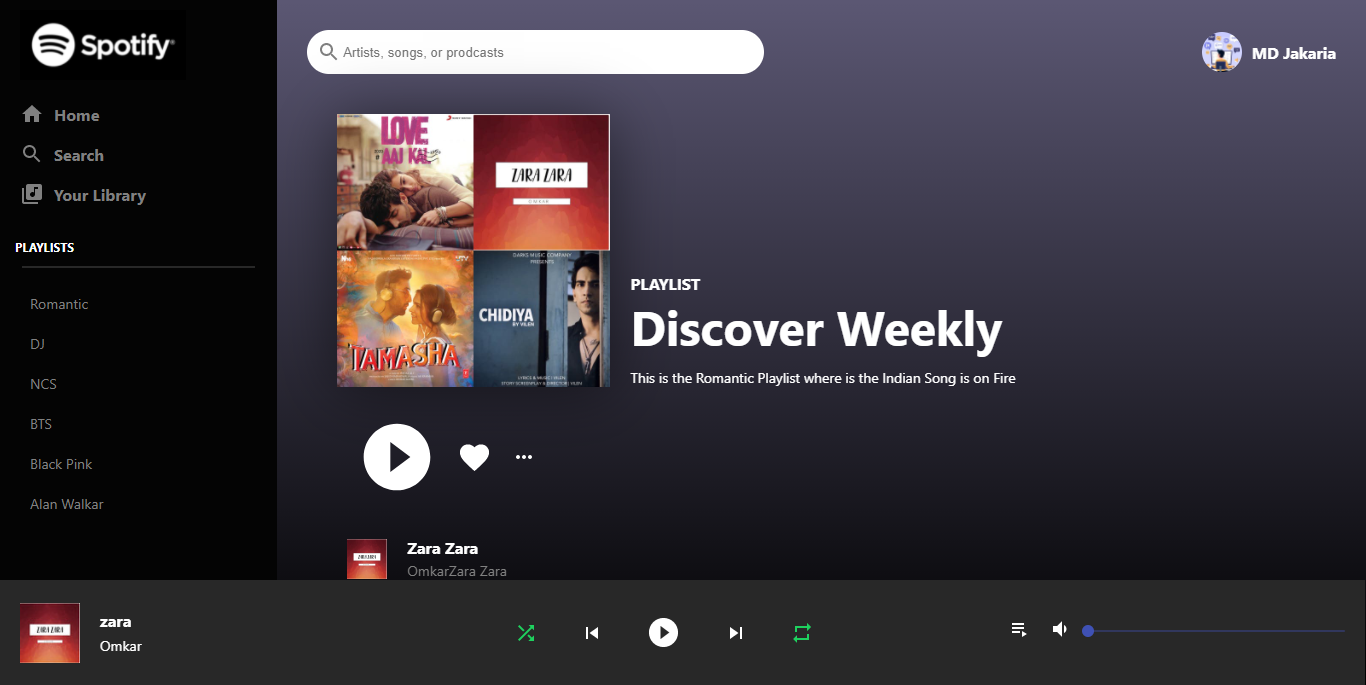 Spotify
Home
Search
Your Library
PLAYLISTS
Romantic
DJ
NCS
BTS
Black Pink
Alan Walkar
Artists, songs, or prodcasts
MD Jakaria
LOVE
AAJ KAL
ZARA ZARA
OMKAR
TAMASHA
DARKS MUSIC COMPANY
PRESENTS
CHIDIYA
BY VILEN
PLAYLIST
Discover Weekly
This is the Romantic Playlist where is the Indian Song is on Fire
Zara Zara
OmkarZara Zara
ZARA ZARA
zara
Omkar